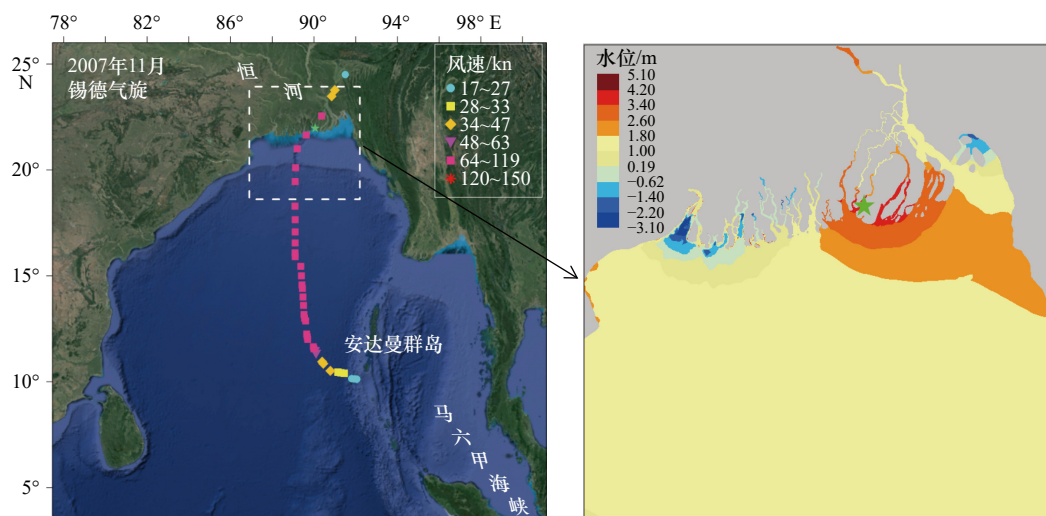 78° 82° 86° 90° 94° 98° E
25°
N
20°
15°
10°
5°
2007年11月
锡德气旋
恒
河
风速/kn
17~27
28~33
34~47
48~63
64~119
120~150
安达曼群岛
马
六
甲
海
峡
水位/m
5.10
4.20
3.40
2.60
1.80
1.00
0.19
−0.62
−1.40
−2.20
−3.10